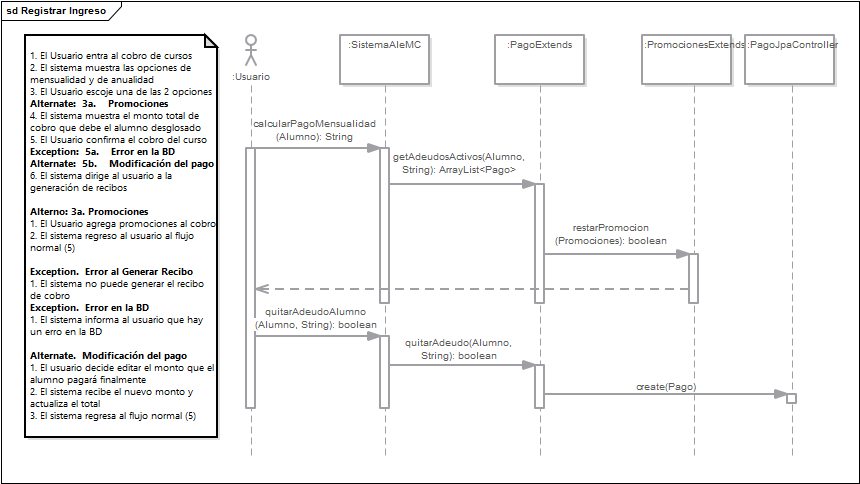 sd Registrar Ingreso
1. El Usuario entra al cobro de cursos
2. El sistema muestra las opciones de
mensualidad y de anualidad
3. El Usuario escoje una de las 2 opciones
Alternate: 3a. Promociones
4. El sistema muestra el monto total de
cobro que debe el alumno desglosado
5. El Usuario confirma el cobro del curso
Exception: 5a. Error en la BD
Alternate: 5b. Modificación del pago
6. El sistema dirige al usuario a la
generación de recibos
Alterno: 3a. Promociones
1. El Usuario agrega promociones al cobro
2. El sistema regreso al usuario al flujo
normal (5)
Exception. Error al Generar Recibo
1. El sistema no puede generar el recibo
de cobro
Exception. Error en la BD
1. El sistema informa al usuario que hay
un erro en la BD
Alternate. Modificación del pago
1. El usuario decide editar el monto que el
alumno pagará finalmente
2. El sistema recibe el nuevo monto y
actualiza el total
3. El sistema regresa al flujo normal (5)
:Usuario
:SistemaAleMC
:PagoExtends
:PromocionesExtends
:PagoJpaController
calcularPagoMensualidad
(Alumno): String
getAdeudosActivos(Alumno,
String): ArrayList<Pago>
restarPromocion
(Promociones): boolean
quitarAdeudoAlumno
(Alumno, String): boolean
quitarAdeudo(Alumno,
String): boolean
create(Pago)